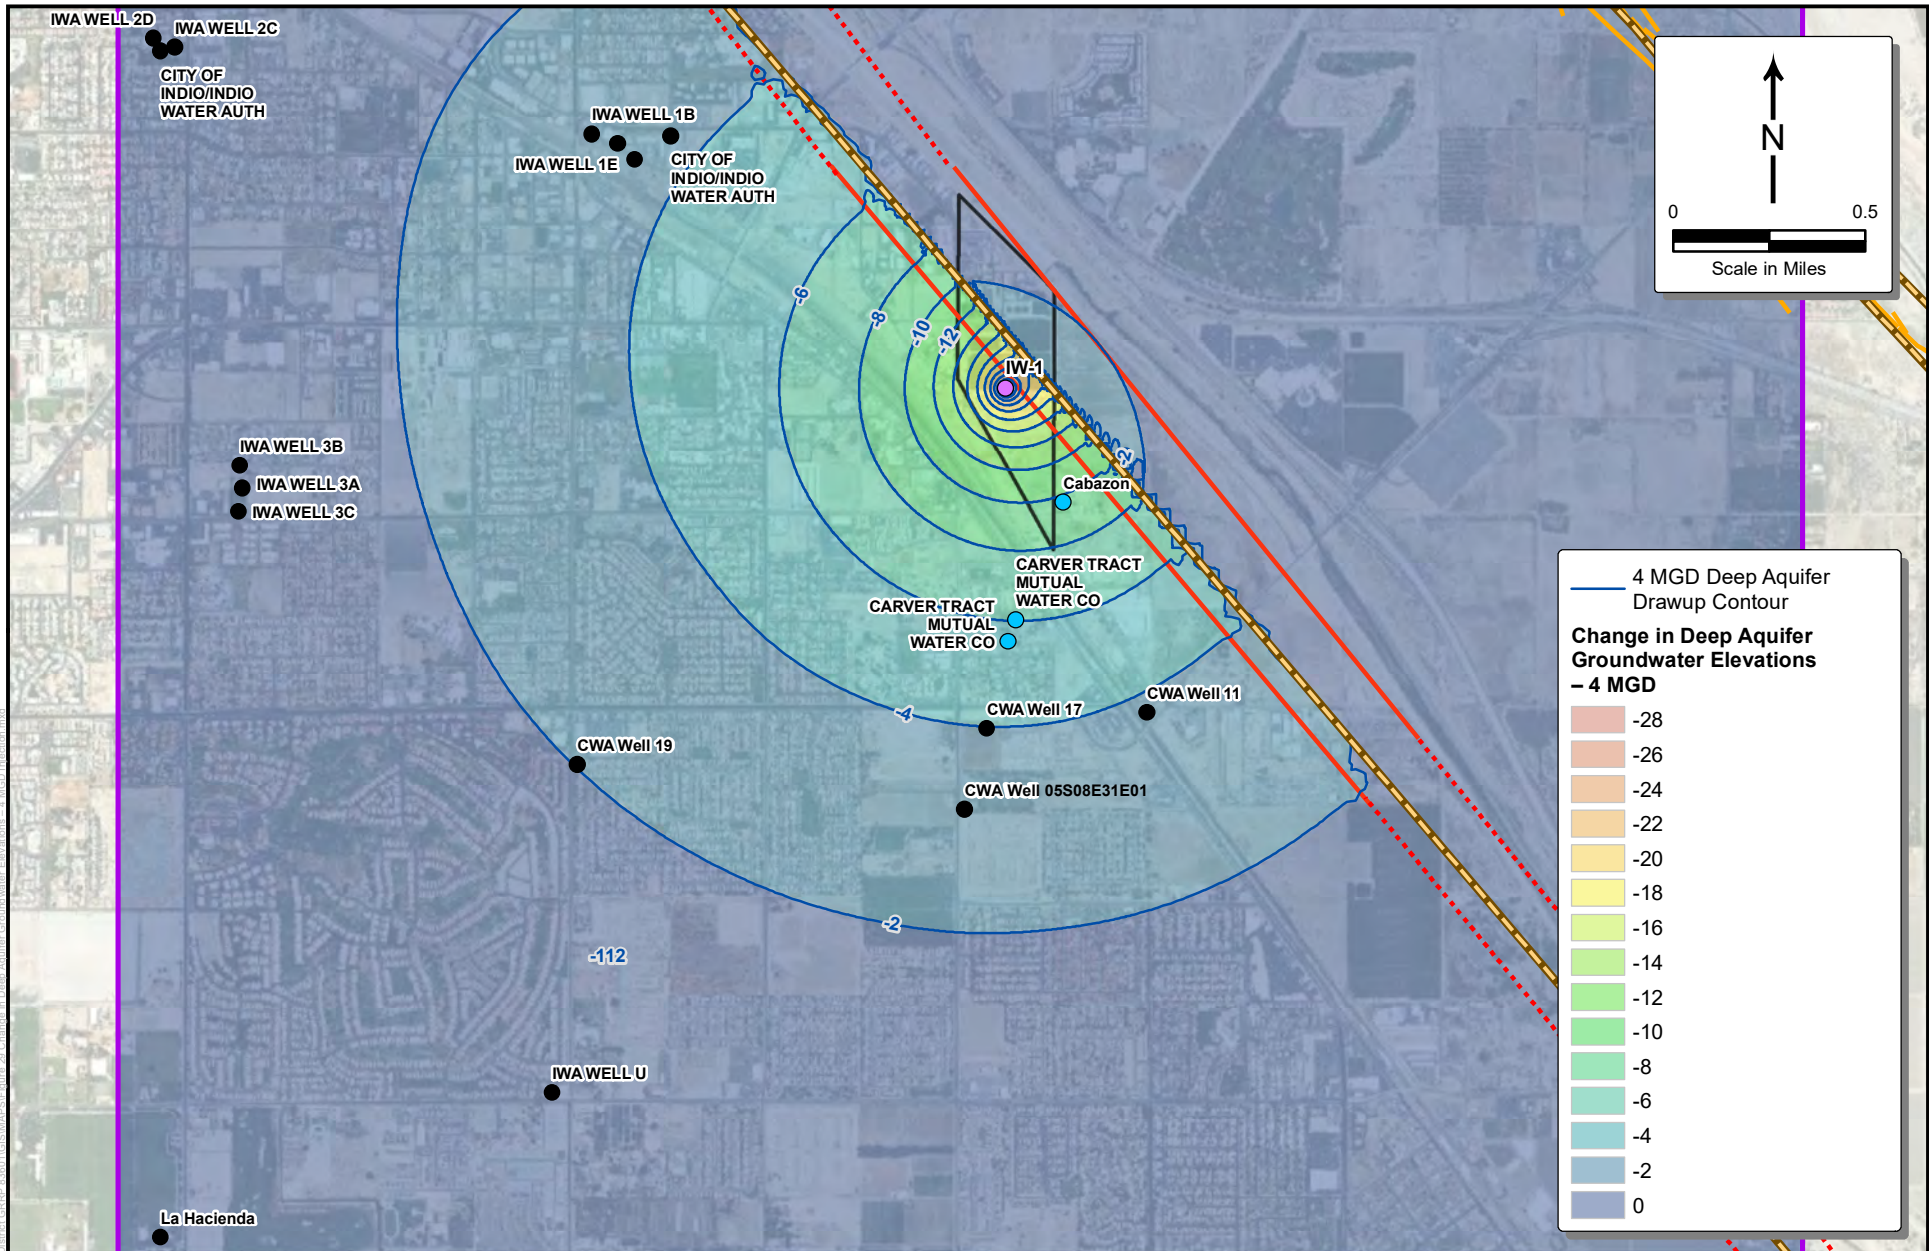 IWA WELL 2D
IWA WELL 2C
CITY OF
INDIO/INDIO
WATER AUTH
IWA WELL 1B
IWA WELL 1E
CITY OF
INDIO/INDIO
WATER AUTH
N
0 0.5
Scale in Miles
-6
-8
-10
-12
IW-1
-2
IWA WELL 3B
IWA WELL 3A
IWA WELL 3C
Cabazon
CARVER TRACT
MUTUAL
WATER CO
CARVER TRACT
MUTUAL
WATER CO
CWA Well 11
CWA Well 17
-4
CWA Well 19
CWA Well 05S08E31E01
-2
-112
IWA WELL U
La Hacienda
4 MGD Deep Aquifer
Drawup Contour
Change in Deep Aquifer
Groundwater Elevations
– 4 MGD
-28
-26
-24
-22
-20
-18
-16
-14
-12
-10
-8
-6
-4
-2
0